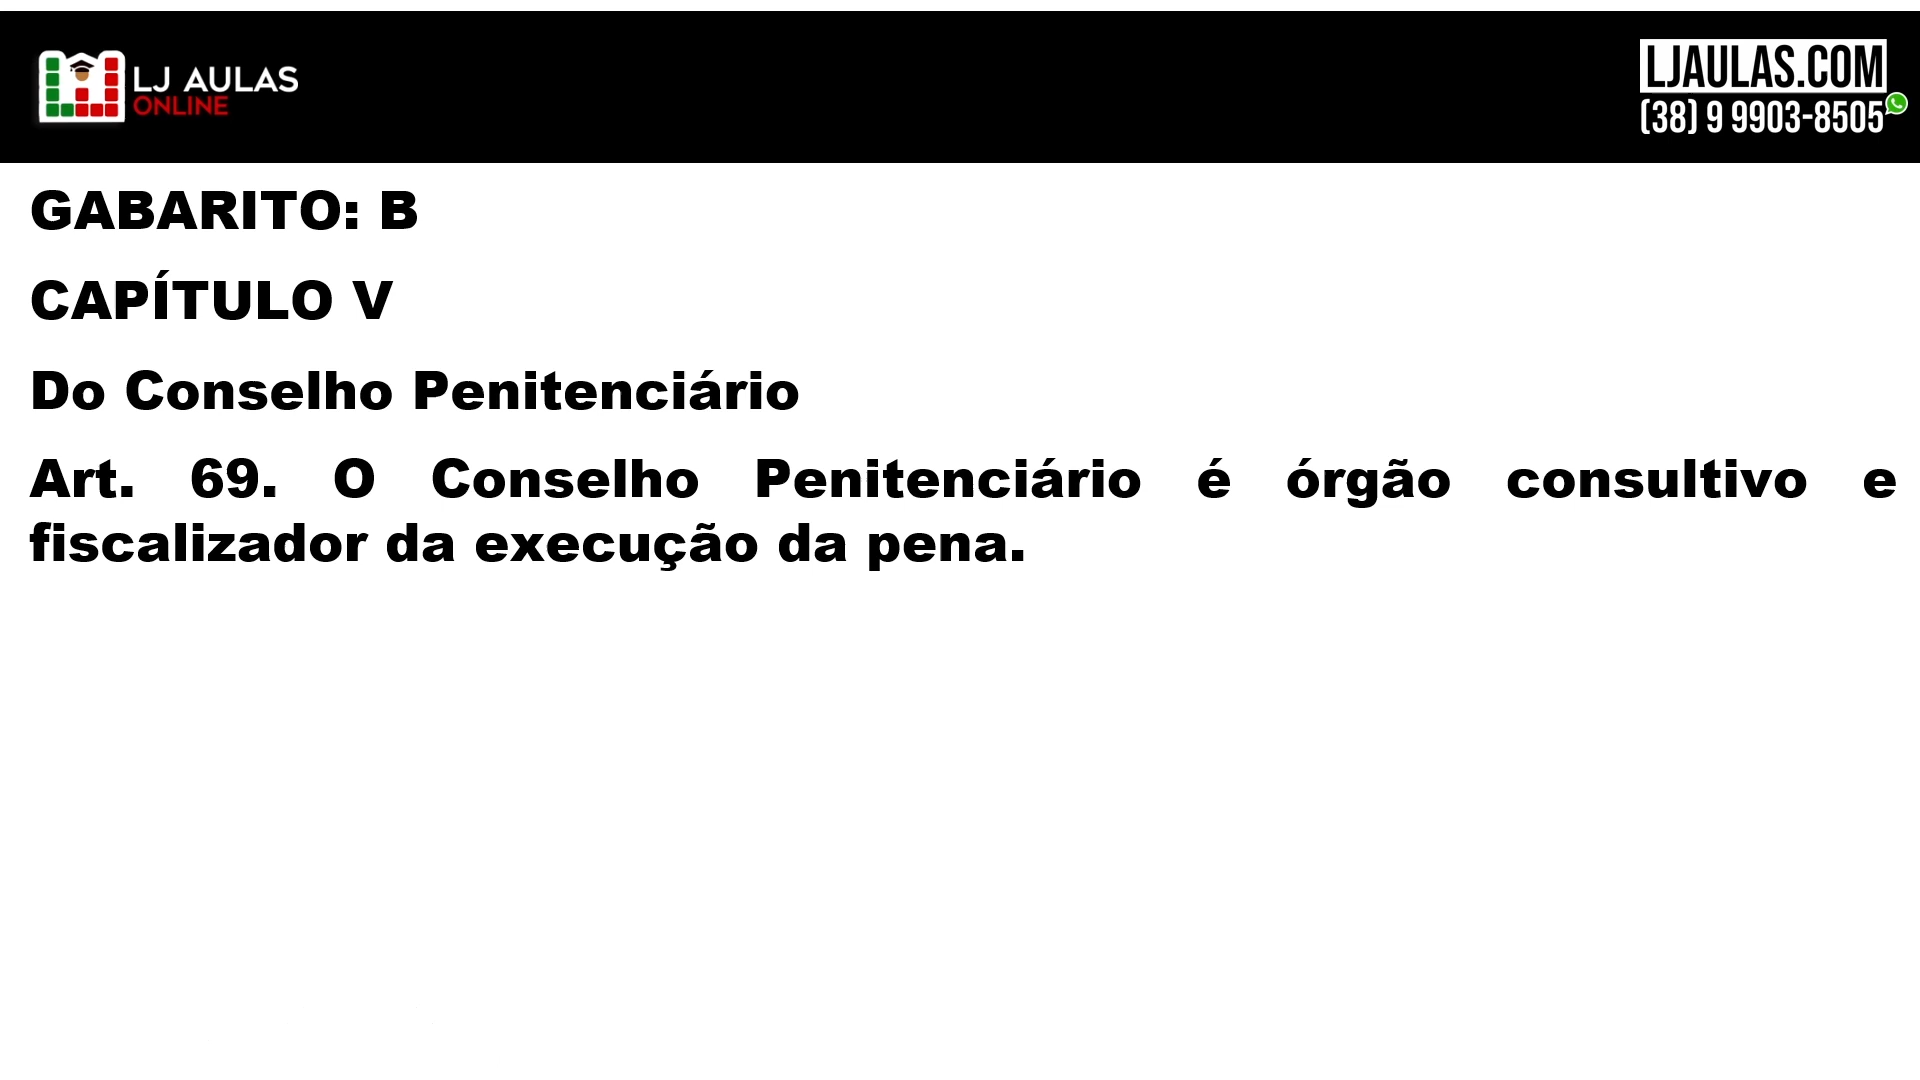 LJ AULAS
ONLINE
LJAULAS.COM
(38) 9 9903-8505
GABARITO: B
CAPÍTULO V
Do Conselho Penitenciário
Art. 69. O Conselho Penitenciário é órgão consultivo e
fiscalizador da execução da pena.